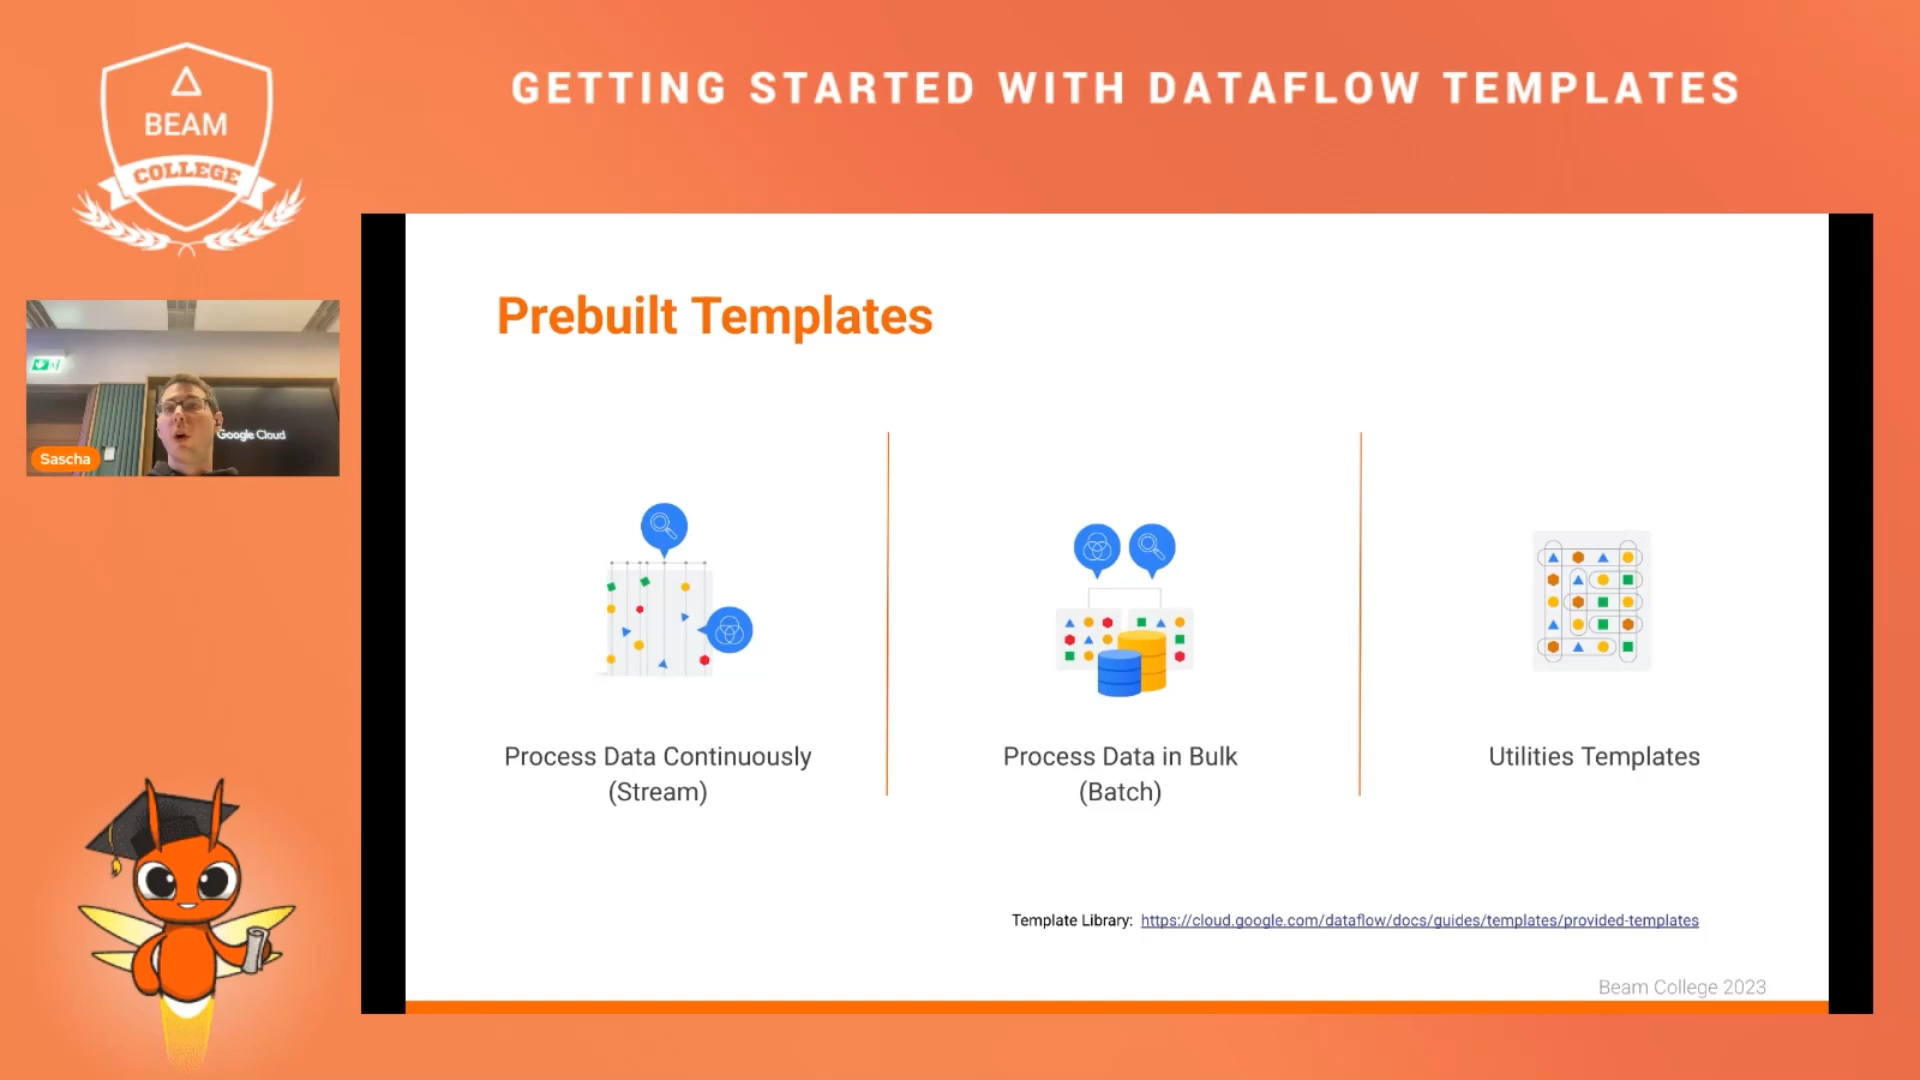 BEAM
COLLEGE
GETTING STARTED WITH DATAFLOW TEMPLATES
Google Cloud
Sascha
Prebuilt Templates
Process Data Continuously
(Stream)
Process Data in Bulk
(Batch)
Utilities Templates
Template Library: https://cloud.google.com/dataflow/docs/guides/templates/provided-templates
Beam College 2023